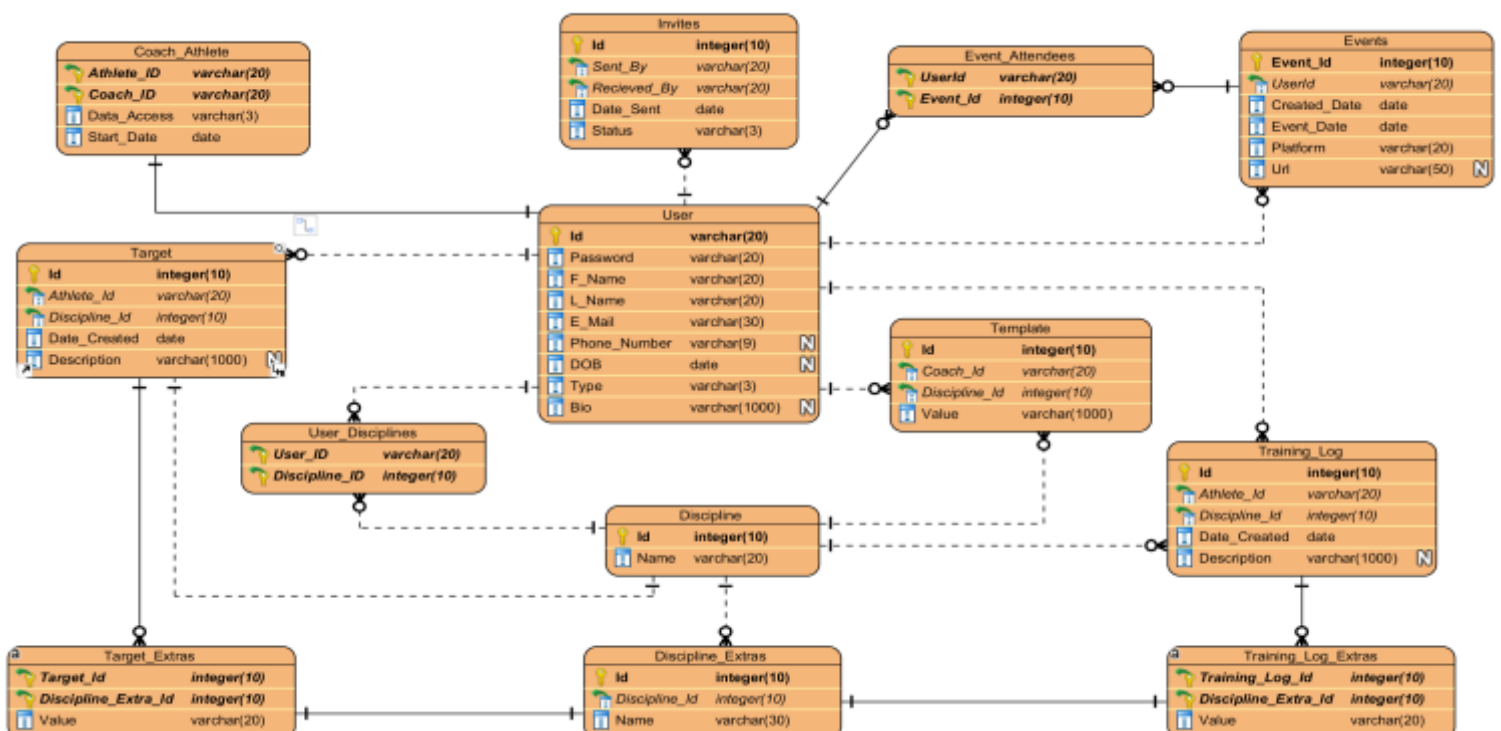 Coach_Athlete
Athlete_ID varchar(20)
Coach_ID varchar(20)
Data_Access varchar(3)
Start_Date date
Invites
Id integer(10)
Sent_By varchar(20)
Recieved_By varchar(20)
Date_Sent date
Status varchar(3)
Event_Attendees
UserId varchar(20)
Event_Id integer(10)
Events
Event_Id integer(10)
UserId varchar(20)
Created_Date date
Event_Date date
Platform varchar(20)
Url varchar(50) N
Target
Id integer(10)
Athlete_Id varchar(20)
Discipline_Id integer(10)
Date_Created date
Description varchar(1000) N
User
Id varchar(20)
Password varchar(20)
F_Name varchar(20)
L_Name varchar(20)
E_Mail varchar(30)
Phone_Number varchar(9) N
DOB date N
Type varchar(3)
Bio varchar(1000) N
Template
Id integer(10)
Coach_Id varchar(20)
Discipline_Id integer(10)
Value varchar(1000)
User_Disciplines
User_ID varchar(20)
Discipline_ID integer(10)
Discipline
Id integer(10)
Name varchar(20)
Training_Log
Id integer(10)
Athlete_Id varchar(20)
Discipline_Id integer(10)
Date_Created date
Description varchar(1000) N
a
Target_Extras
Target_Id integer(10)
Discipline_Extra_Id integer(10)
Value varchar(20)
Discipline_Extras
Id integer(10)
Discipline_Id integer(10)
Name varchar(30)
a
Training_Log_Extras
Training_Log_Id integer(10)
Discipline_Extra_Id integer(10)
Value varchar(20)